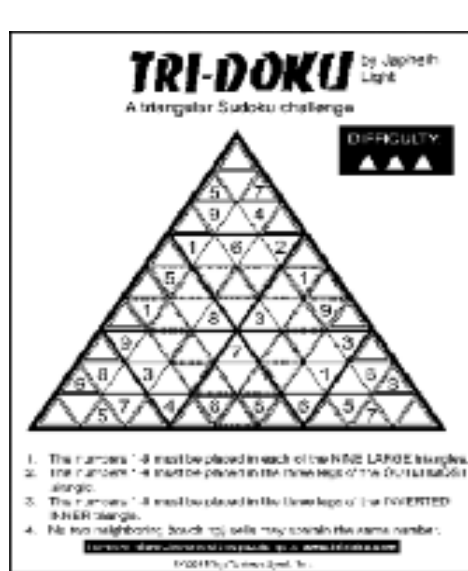 TRI-DOKU by Japheth
Light
A triangular Sudoku challenge
DIFFICULTY
5 7
9 4
1 6 2
5 1
1 8 3 9
9 7 3
8 3 1 6 3
5 7 4 6 5 6 5 7
1. The numbers 1-9 must be placed in each of the NINE LARGE triangles.
2. The numbers 1-9 must be placed in the three legs of the OUTERMOST
triangle.
3. The numbers 1-9 must be placed in the three legs of the INVERTED
INNER triangle.
4. No two neighboring (touching) cells may contain the same number.